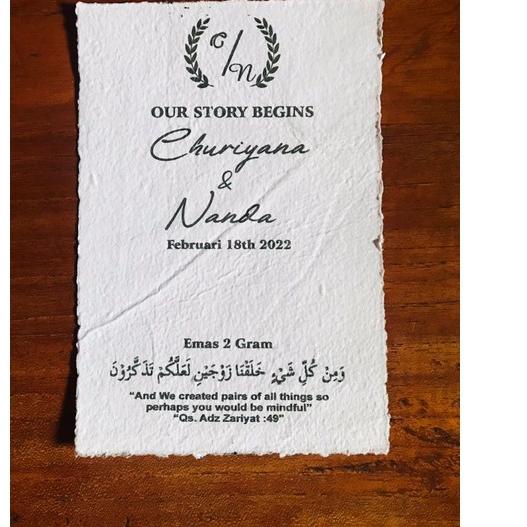 C/N
OUR STORY BEGINS
Churiyana
&
Nanda
Februari 18th 2022
Emas 2 Gram
وَمِنْ كُلِّ شَيْءٍ خَلَقْنَا زَوْجَيْنِ لَعَلَّكُمْ تَذَكَّرُوْنَ
“And We created pairs of all things so
perhaps you would be mindful”
“Qs. Adz Zariyat :49”